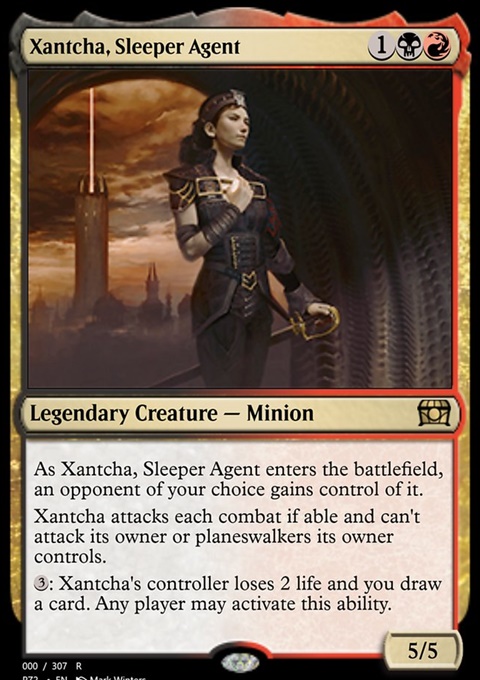 Xantcha, Sleeper Agent 1
Legendary Creature — Minion
As Xantcha, Sleeper Agent enters the battlefield,
an opponent of your choice gains control of it.
Xantcha attacks each combat if able and can't
attack its owner or planeswalkers its owner
controls.
3: Xantcha's controller loses 2 life and you draw
a card. Any player may activate this ability.
5/5
000 / 307 R
PZ2 • EN Mark Winters